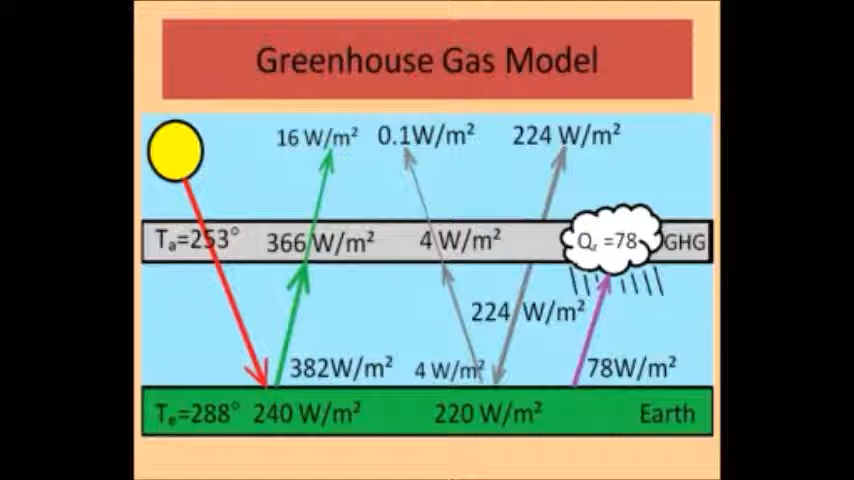 Greenhouse Gas Model
16 W/m² 0.1W/m² 224 W/m²
Tₐ=253° 366 W/m² 4 W/m² Qᵣ =78 GHG
224 W/m²
382W/m² 4 W/m² 78W/m²
Tₑ=288° 240 W/m² 220 W/m² Earth